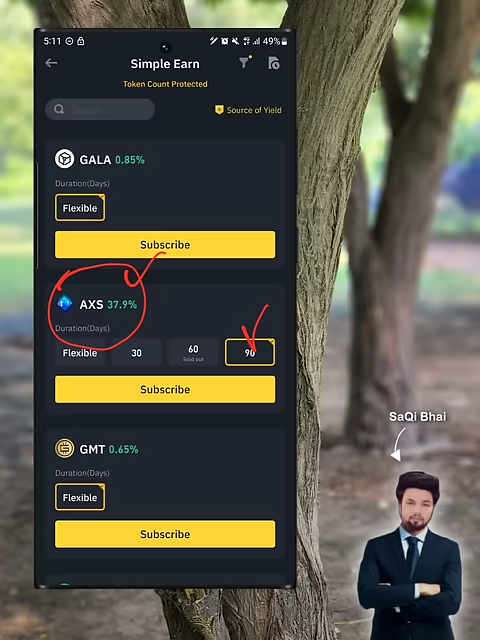 5:11 49%
Simple Earn
Token Count Protected
Source of Yield
GALA 0.85%
Duration(Days)
Flexible
Subscribe
AXS 37.9%
Duration(Days)
Flexible 30 60 90
Sold out
Subscribe
GMT 0.65%
Duration(Days)
Flexible
Subscribe
SaQi Bhai